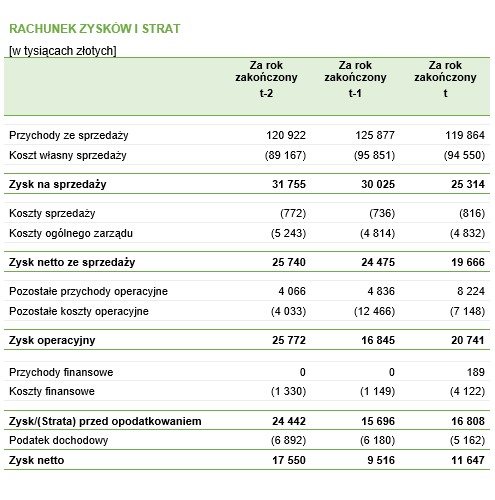 RACHUNEK ZYSKÓW I STRAT
[w tysiącach złotych]
Za rok zakończony t-2 Za rok zakończony t-1 Za rok zakończony t
Przychody ze sprzedaży 120 922 125 877 119 864
Koszt własny sprzedaży (89 167) (95 851) (94 550)
Zysk na sprzedaży 31 755 30 025 25 314
Koszty sprzedaży (772) (736) (816)
Koszty ogólnego zarządu (5 243) (4 814) (4 832)
Zysk netto ze sprzedaży 25 740 24 475 19 666
Pozostałe przychody operacyjne 4 066 4 836 8 224
Pozostałe koszty operacyjne (4 033) (12 466) (7 148)
Zysk operacyjny 25 772 16 845 20 741
Przychody finansowe 0 0 189
Koszty finansowe (1 330) (1 149) (4 122)
Zysk/(Strata) przed opodatkowaniem 24 442 15 696 16 808
Podatek dochodowy (6 892) (6 180) (5 162)
Zysk netto 17 550 9 516 11 647